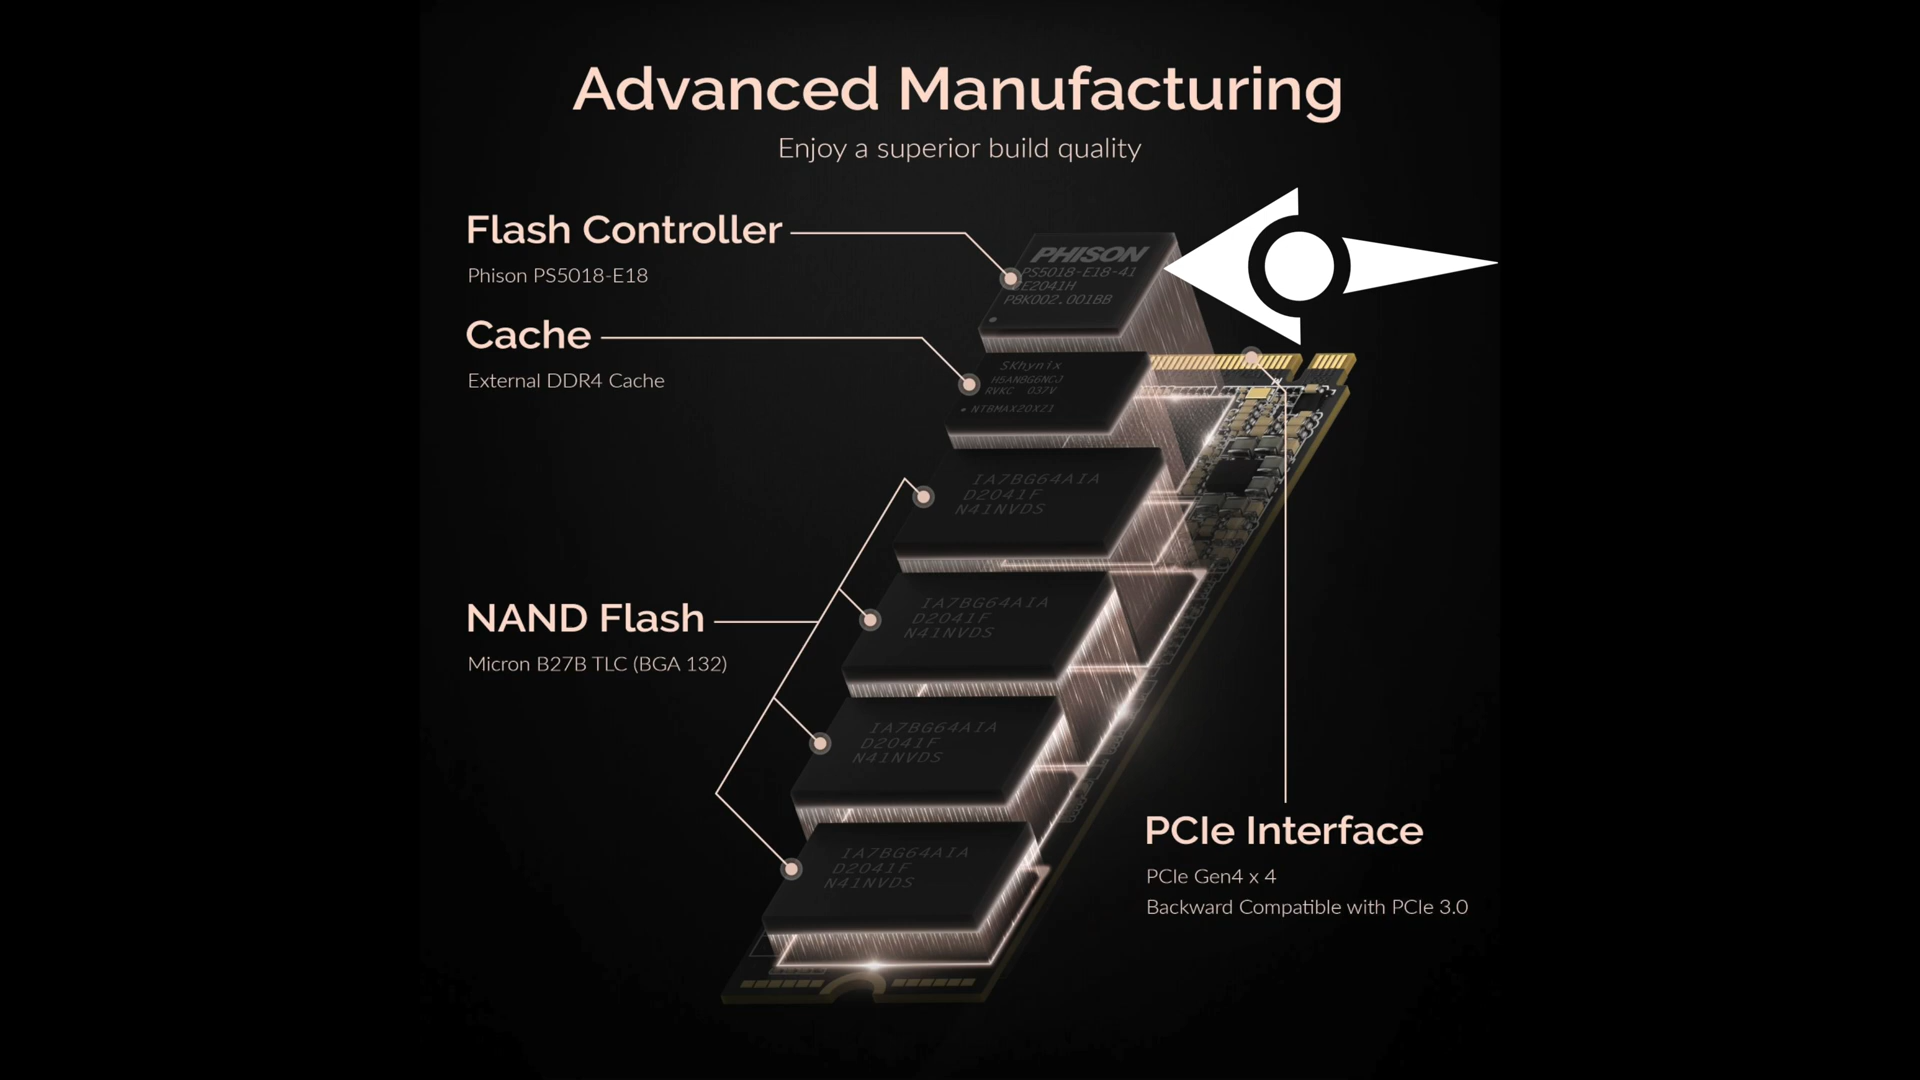 Advanced Manufacturing
Enjoy a superior build quality
Flash Controller
Phison PS5018-E18
PHISON
PS5018-E18-41
E2041H
P8K002.001BB
Cache
External DDR4 Cache
SKhynix
H5AN8G6NCJ
RVKC 037V
NTBMAX20XZ1
IA7BG64AIA
D2041F
N41NVDS
NAND Flash
Micron B27B TLC (BGA 132)
IA7BG64AIA
D2041F
N41NVDS
IA7BG64AIA
D2041F
N41NVDS
IA7BG64AIA
D2041F
N41NVDS
PCIe Interface
PCIe Gen4 x 4
Backward Compatible with PCIe 3.0